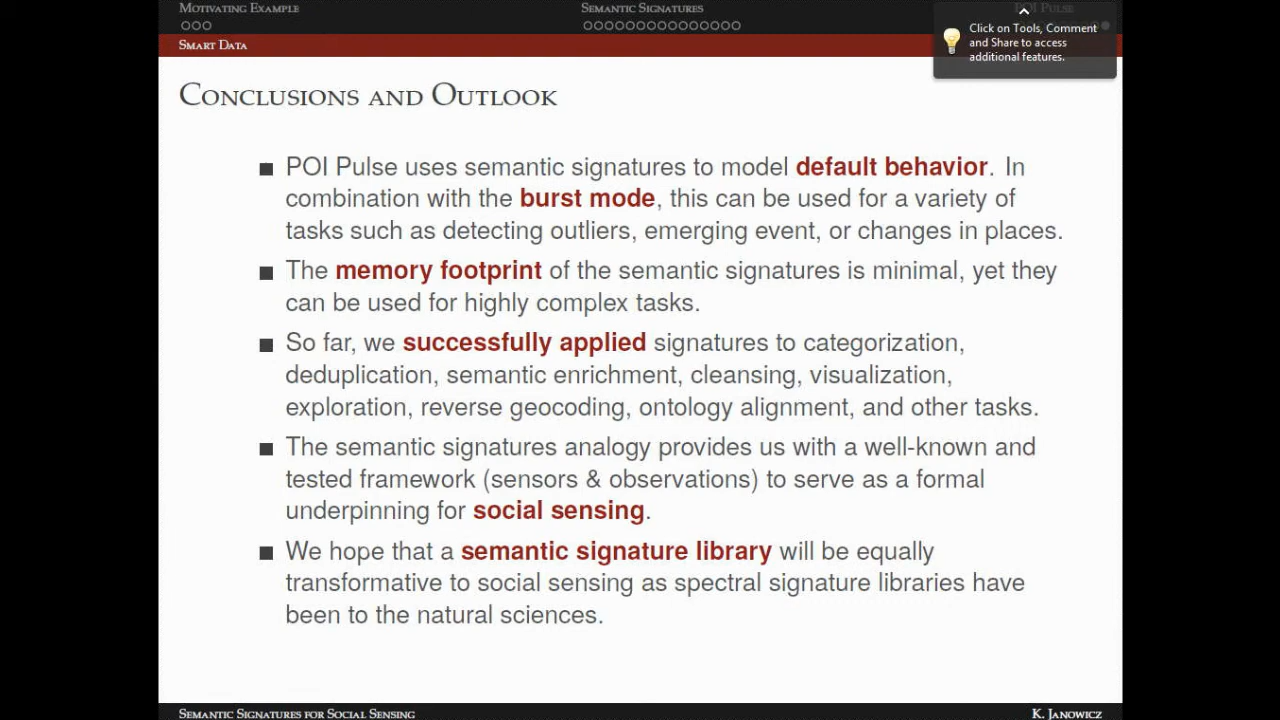 Motivating Example
Semantic Signatures
POI Pulse
Smart Data
Click on Tools, Comment
and Share to access
additional features.
Conclusions and Outlook
POI Pulse uses semantic signatures to model default behavior. In
combination with the burst mode, this can be used for a variety of
tasks such as detecting outliers, emerging event, or changes in places.
The memory footprint of the semantic signatures is minimal, yet they
can be used for highly complex tasks.
So far, we successfully applied signatures to categorization,
deduplication, semantic enrichment, cleansing, visualization,
exploration, reverse geocoding, ontology alignment, and other tasks.
The semantic signatures analogy provides us with a well-known and
tested framework (sensors & observations) to serve as a formal
underpinning for social sensing.
We hope that a semantic signature library will be equally
transformative to social sensing as spectral signature libraries have
been to the natural sciences.
Semantic Signatures for Social Sensing
K. Janowicz